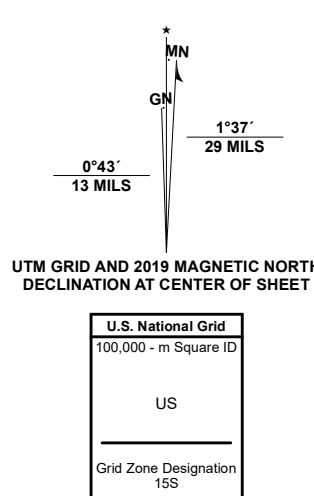 ★
MN
GN
1°37´
29 MILS
0°43´
13 MILS
UTM GRID AND 2019 MAGNETIC NORTH
DECLINATION AT CENTER OF SHEET
U.S. National Grid
100,000 - m Square ID
US
Grid Zone Designation
15S